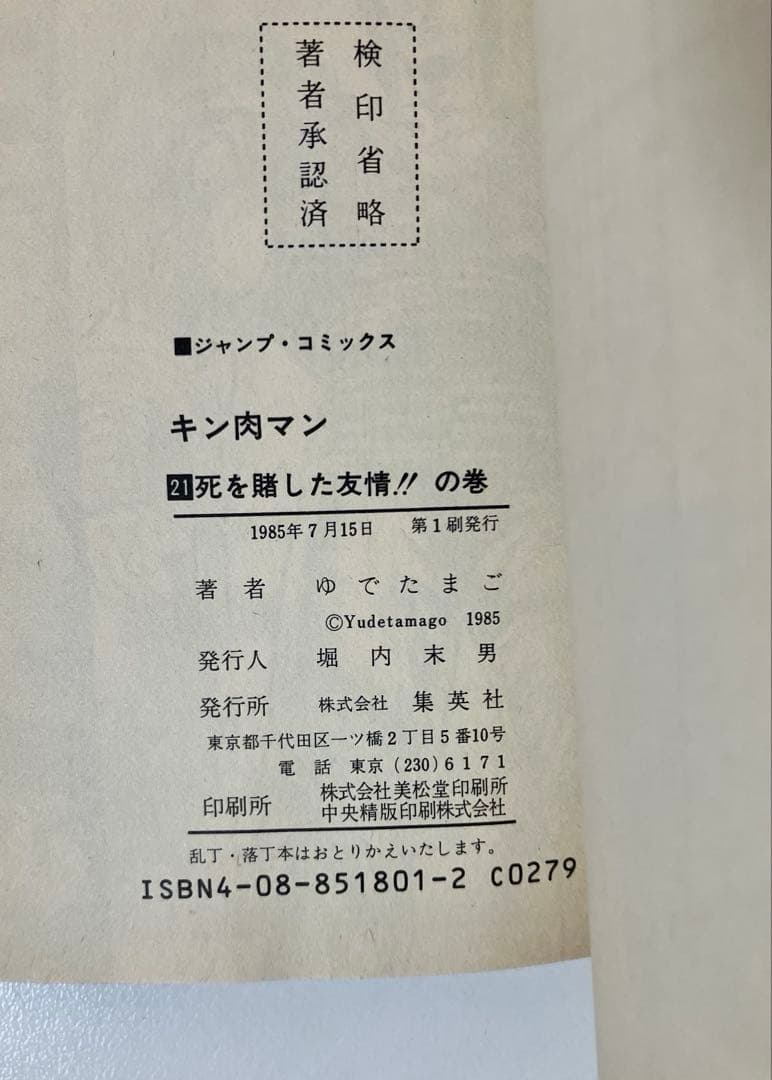 検印省略
著者承認済
■ジャンプ・コミックス
キン肉マン
21死を賭した友情!! の巻
1985年7月15日 第1刷発行
著者 ゆでたまご
©Yudetamago 1985
発行人 堀内末男
発行所 株式会社 集英社
東京都千代田区一ツ橋2丁目5番10号
電話 東京(230)6171
印刷所 株式会社美松堂印刷所
中央精版印刷株式会社
乱丁・落丁本はおとりかえいたします。
ISBN4-08-851801-2 C0279